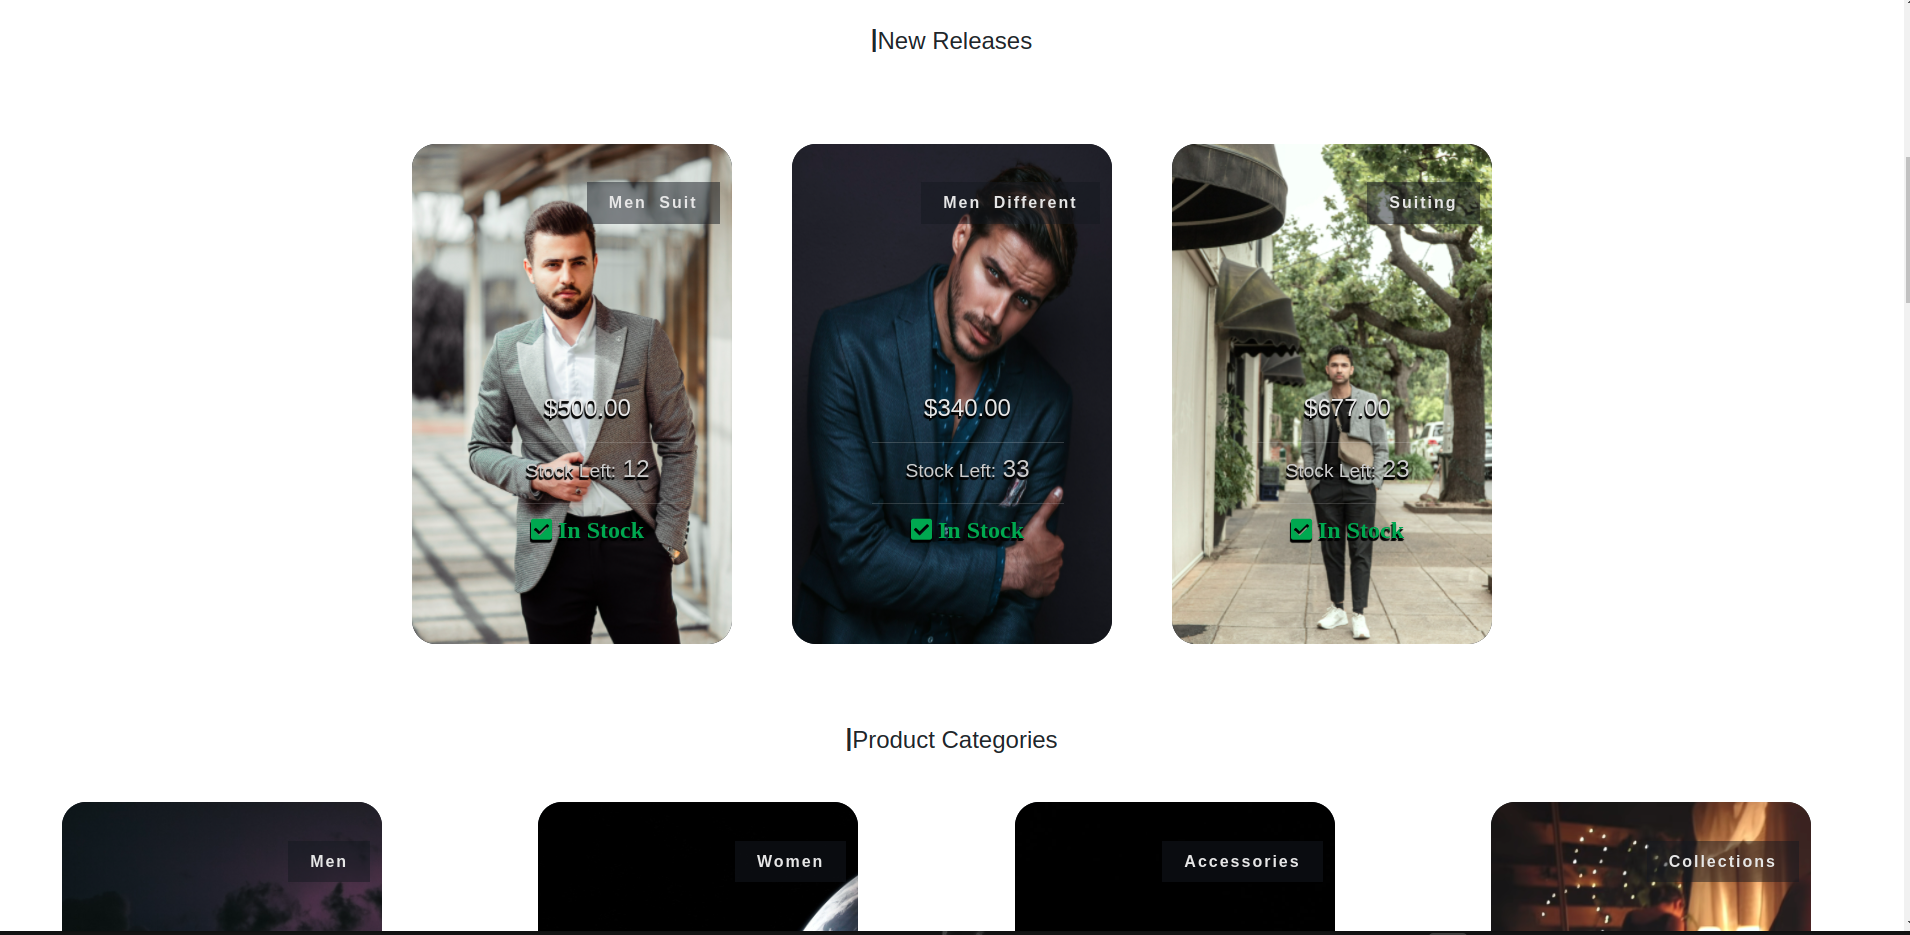 New Releases
Men Suit
$500.00
Stock Left: 12
In Stock
Men Different
$340.00
Stock Left: 33
In Stock
Suiting
$677.00
Stock Left: 23
In Stock
Product Categories
Men
Women
Accessories
Collections